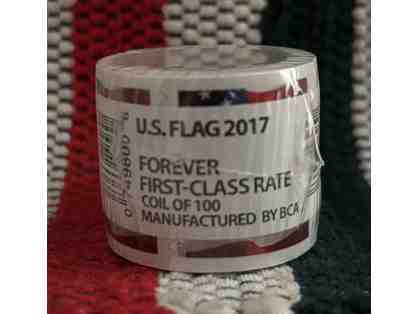 U.S. FLAG 2017
FOREVER
FIRST-CLASS RATE
COIL OF 100
MANUFACTURED BY BCA